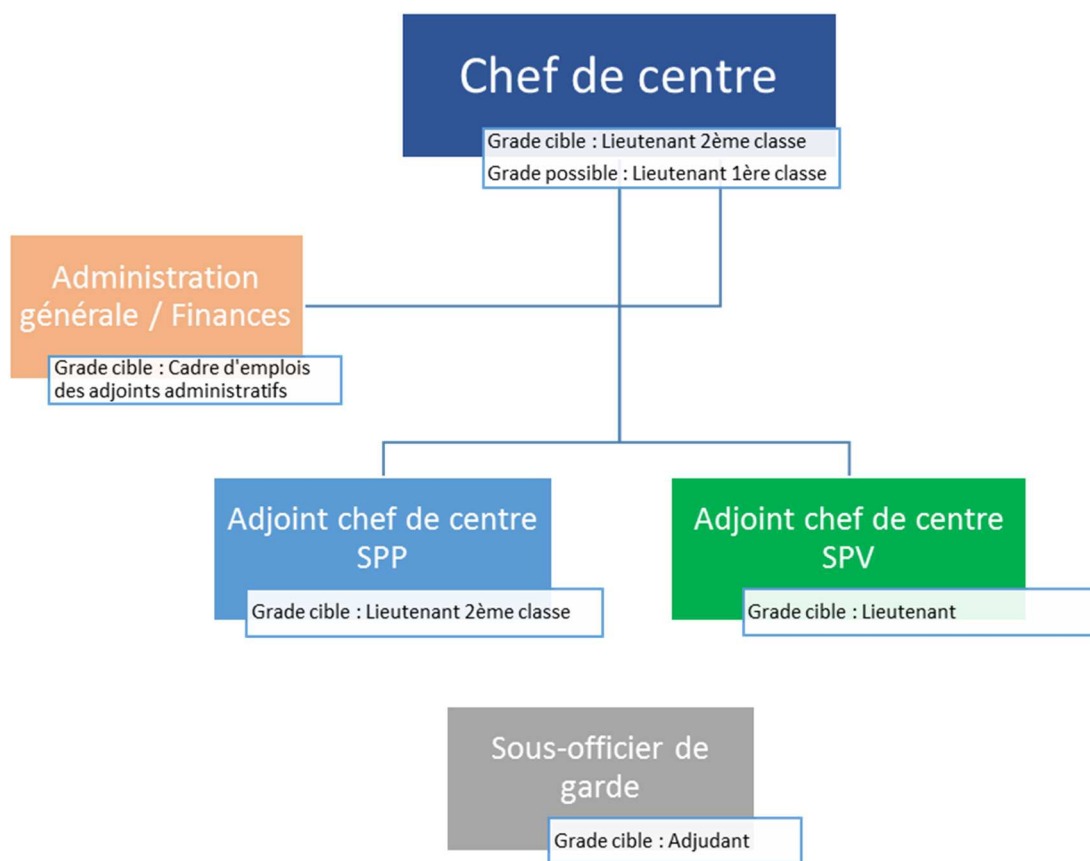 Chef de centre
Grade cible : Lieutenant 2ème classe
Grade possible : Lieutenant 1ère classe
Administration
générale / Finances
Grade cible : Cadre d'emplois
des adjoints administratifs
Adjoint chef de centre
SPP
Grade cible : Lieutenant 2ème classe
Adjoint chef de centre
SPV
Grade cible : Lieutenant
Sous-officier de
garde
Grade cible : Adjudant